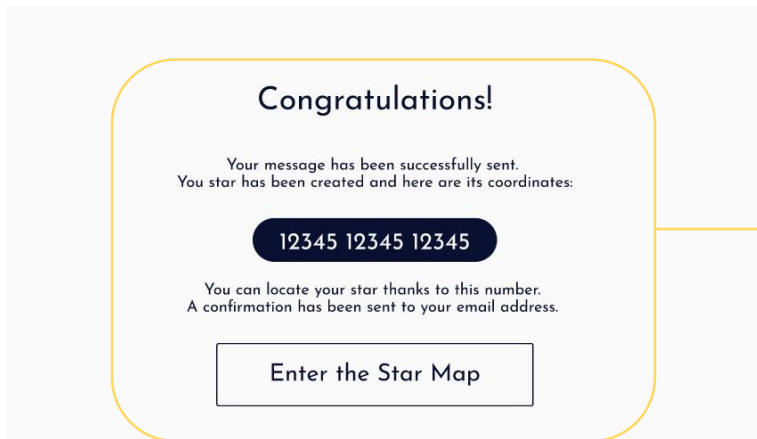 Congratulations!
Your message has been successfully sent.
You star has been created and here are its coordinates:
12345 12345 12345
You can locate your star thanks to this number.
A confirmation has been sent to your email address.
Enter the Star Map